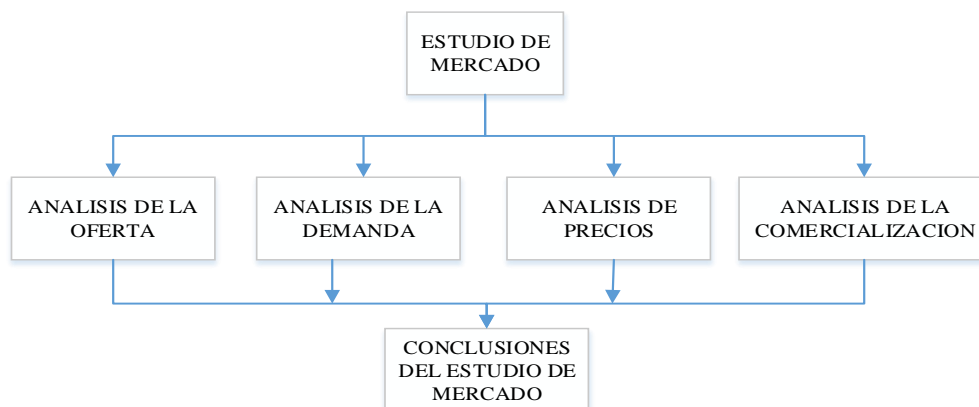 ESTUDIO DE
MERCADO
ANALISIS DE LA
OFERTA
ANALISIS DE LA
DEMANDA
ANALISIS DE
PRECIOS
ANALISIS DE LA
COMERCIALIZACION
CONCLUSIONES
DEL ESTUDIO DE
MERCADO